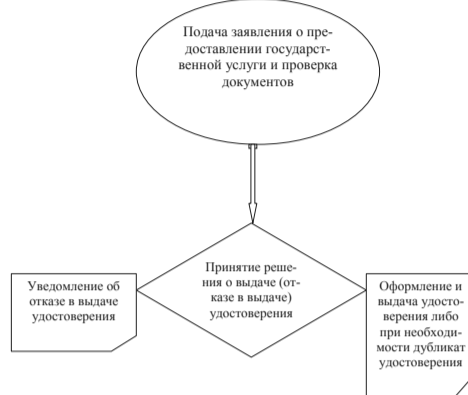 Подача заявления о пре-
доставлении государст-
венной услуги и проверка
документов
Принятие реше-
ния о выдаче (от-
казе в выдаче)
удостоверения
Уведомление об
отказе в выдаче
удостоверения
Оформление и
выдача удосто-
верения либо
при необходи-
мости дубликат
удостоверения